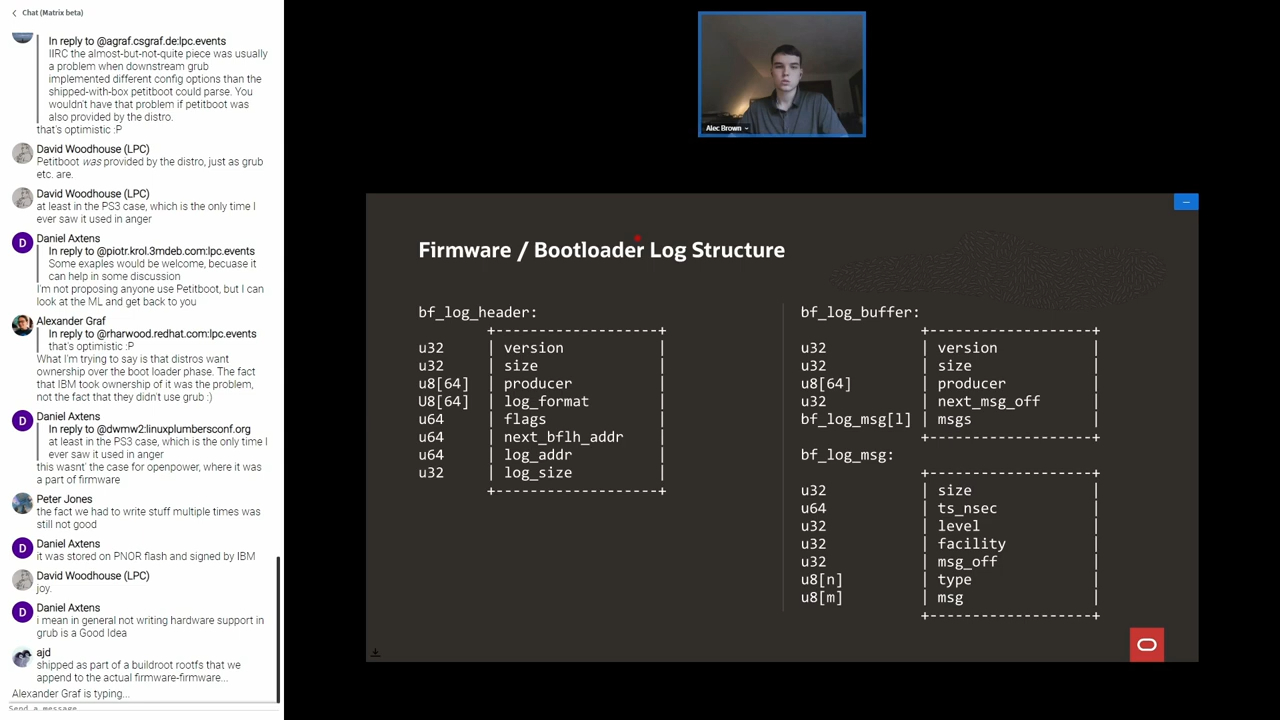 Chat (Matrix beta)
In reply to @agraf.csgraf.de:lpc.events
IIRC the almost-but-not-quite piece was usually
a problem when downstream grub
implemented different config options than the
shipped-with-box petitboot could parse. You
wouldn't have that problem if petitboot was
also provided by the distro.
that's optimistic :P
David Woodhouse (LPC)
Petitboot was provided by the distro, just as grub
etc. are.
David Woodhouse (LPC)
at least in the PS3 case, which is the only time I
ever saw it used in anger
D
Daniel Axtens
In reply to @piotr.krol.3mdeb.com:lpc.events
Some exaples would be welcome, becuase it
can help in some discussion
I'm not proposing anyone use Petitboot, but I can
look at the ML and get back to you
Alexander Graf
In reply to @rharwood.redhat.com:lpc.events
that's optimistic :P
What I'm trying to say is that distros want
ownership over the boot loader phase. The fact
that IBM took ownership of it was the problem,
not the fact that they didn't use grub :)
D
Daniel Axtens
In reply to @dwmw2:linuxplumbersconf.org
at least in the PS3 case, which is the only time I
ever saw it used in anger
this wasnt' the case for openpower, where it was
a part of firmware
Peter Jones
the fact we had to write stuff multiple times was
still not good
D
Daniel Axtens
it was stored on PNOR flash and signed by IBM
David Woodhouse (LPC)
joy.
D
Daniel Axtens
i mean in general not writing hardware support in
grub is a Good Idea
ajd
shipped as part of a buildroot rootfs that we
append to the actual firmware-firmware...
Alexander Graf is typing...
Send a message
Alec Brown
Firmware / Bootloader Log Structure
bf_log_header:
+-------------------+
u32 | version |
u32 | size |
u8[64] | producer |
U8[64] | log_format |
u64 | flags |
u64 | next_bflh_addr |
u64 | log_addr |
u32 | log_size |
+-------------------+
bf_log_buffer:
+-------------------+
u32 | version |
u32 | size |
u8[64] | producer |
u32 | next_msg_off |
bf_log_msg[l] | msgs |
+-------------------+
bf_log_msg:
+-------------------+
u32 | size |
u64 | ts_nsec |
u32 | level |
u32 | facility |
u32 | msg_off |
u8[n] | type |
u8[m] | msg |
+-------------------+